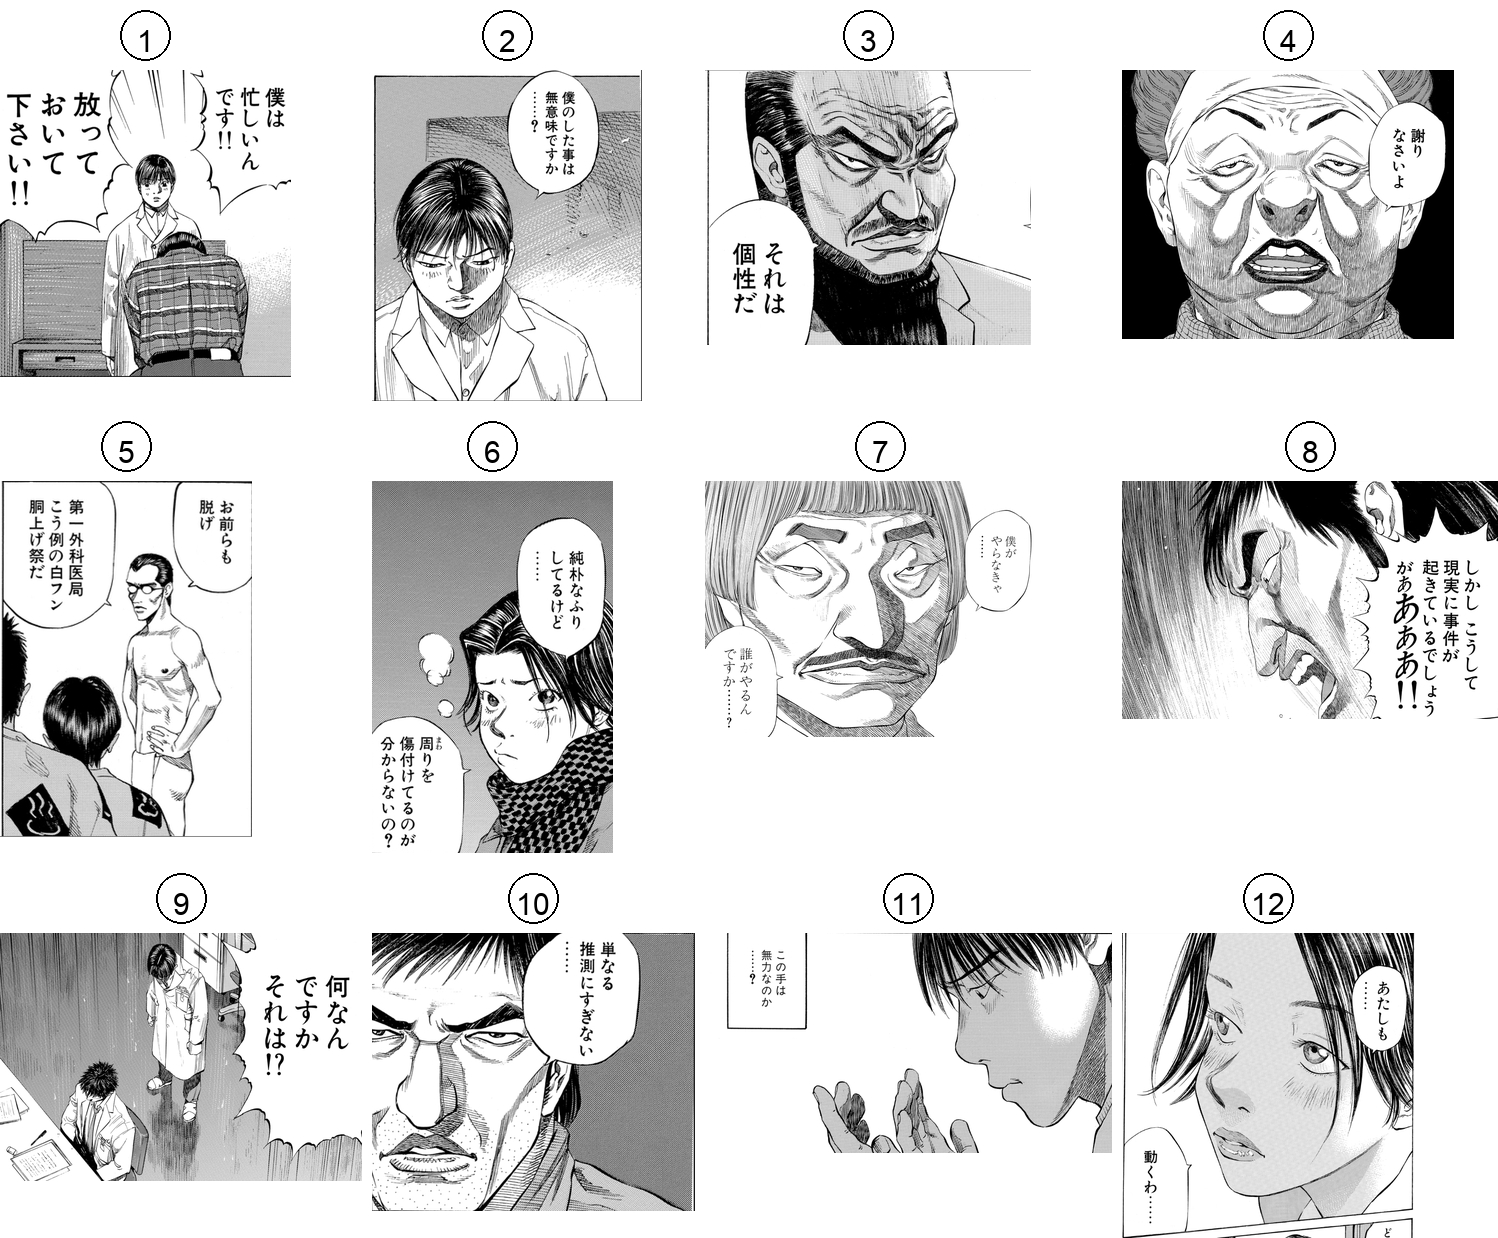 1
僕は
忙しいん
です!!
放って
おいて
下さい!!
2
僕のした事は
無意味ですか
……?
3
それは
個性だ
4
謝り
なさいよ
5
お前らも
脱げ
第一外科医局
こう例の白フン
胴上げ祭だ
6
純朴なふり
してるけど
……
周りを
まわ
傷付けてるのが
分からないの?
7
僕が
やらなきゃ
……
誰がやるん
ですか……?
8
しかし こうして
現実に事件が
起きているでしょう
がぁあああ!!
9
何なん
ですか
それは!?
10
単なる
推測にすぎない
……
11
この手は
無力なのか
……?
12
あたしも
……
動くわ……
ど